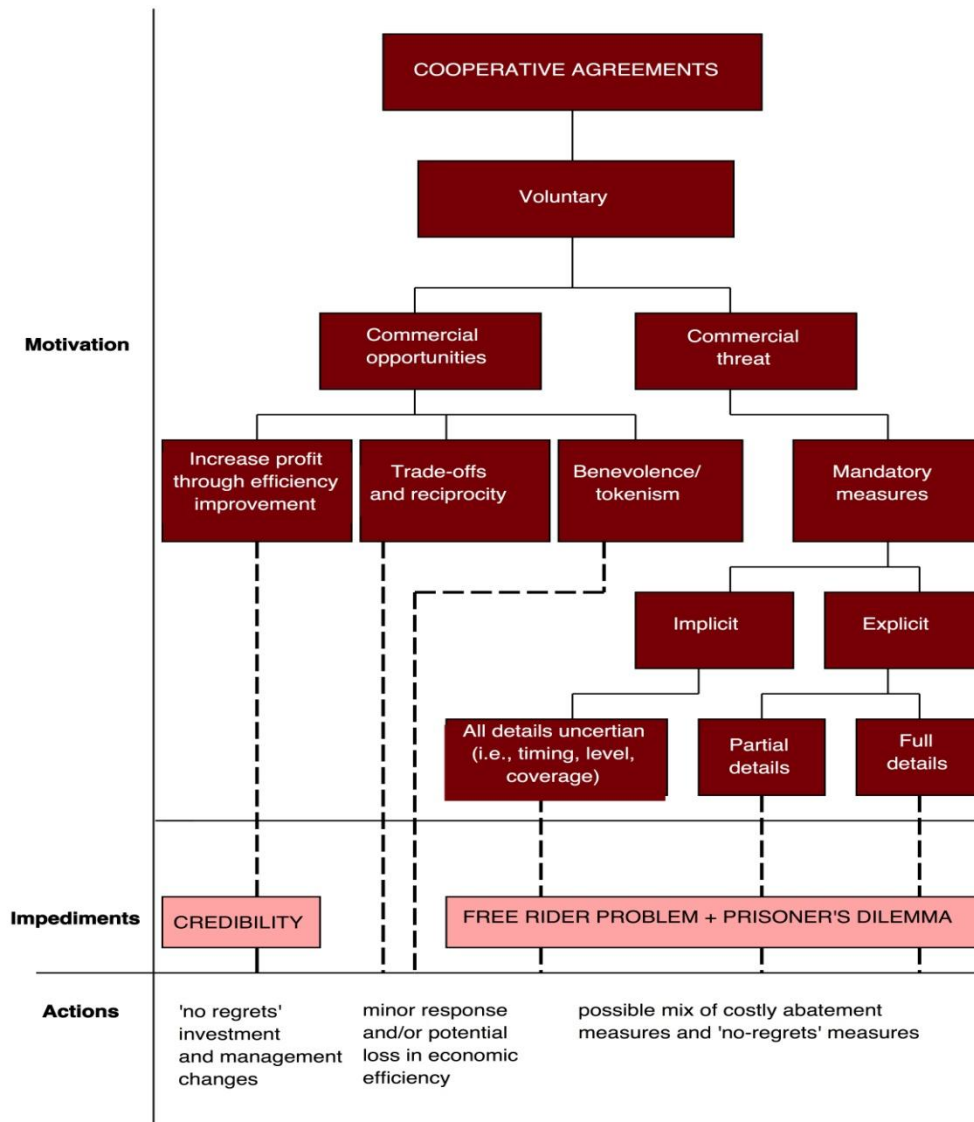 COOPERATIVE AGREEMENTS
Voluntary
Motivation
Commercial
opportunities
Commercial
threat
Increase profit
through efficiency
improvement
Trade-offs
and reciprocity
Benevolence/
tokenism
Mandatory
measures
Implicit
Explicit
All details uncertian
(i.e., timing, level,
coverage)
Partial
details
Full
details
Impediments
CREDIBILITY
FREE RIDER PROBLEM + PRISONER'S DILEMMA
Actions
'no regrets'
investment
and management
changes
minor response
and/or potential
loss in economic
efficiency
possible mix of costly abatement
measures and 'no-regrets' measures